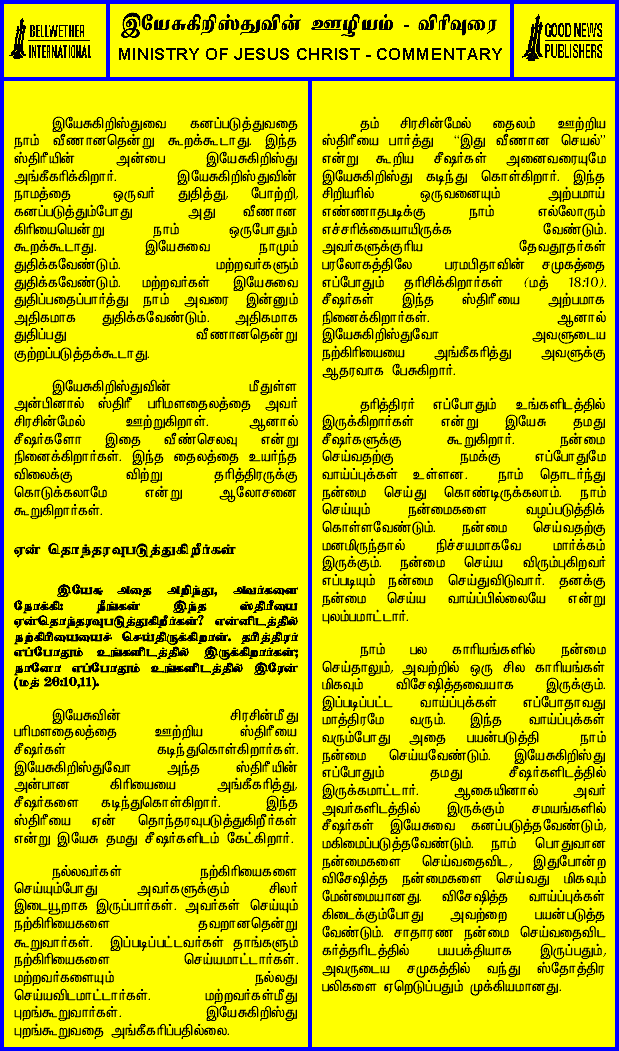 BELLWETHER
INTERNATIONAL
இயேசுகிறிஸ்துவின் ஊழியம் - விரிவுரை
MINISTRY OF JESUS CHRIST - COMMENTARY
GOOD NEWS
PUBLISHERS
இயேசுகிறிஸ்துவை கனப்படுத்துவதை
நாம் வீணானதென்று கூறக்கூடாது. இந்த
ஸ்திரீயின் அன்பை இயேசுகிறிஸ்து
அங்கீகரிக்கிறார். இயேசுகிறிஸ்துவின்
நாமத்தை ஒருவர் துதித்து, போற்றி,
கனப்படுத்தும்போது அது வீணான
கிரியையென்று நாம் ஒருபோதும்
கூறக்கூடாது. இயேசுவை நாமும்
துதிக்கவேண்டும். மற்றவர்களும்
துதிக்கவேண்டும். மற்றவர்கள் இயேசுவை
துதிப்பதைப்பார்த்து நாம் அவரை இன்னும்
அதிகமாக துதிக்கவேண்டும். அதிகமாக
துதிப்பது வீணானதென்று
குற்றப்படுத்தக்கூடாது.
இயேசுகிறிஸ்துவின் மீதுள்ள
அன்பினால் ஸ்திரீ பரிமளதைலத்தை அவர்
சிரசின்மேல் ஊற்றுகிறாள். ஆனால்
சீஷர்களோ இதை வீண்செலவு என்று
நினைக்கிறார்கள். இந்த தைலத்தை உயர்ந்த
விலைக்கு விற்று தரித்திரருக்கு
கொடுக்கலாமே என்று ஆலோசனை
கூறுகிறார்கள்.
ஏன் தொந்தரவுபடுத்துகிறீர்கள்
இயேசு அதை அறிந்து, அவர்களை
நோக்கி: நீங்கள் இந்த ஸ்திரீயை
ஏன்தொந்தரவுபடுத்துகிறீர்கள்? என்னிடத்தில்
நற்கிரியையைச் செய்திருக்கிறாள். தரித்திரர்
எப்போதும் உங்களிடத்தில் இருக்கிறார்கள்;
நானோ எப்போதும் உங்களிடத்தில் இரேன்
(மத் 26:10,11).
இயேசுவின் சிரசின்மீது
பரிமளதைலத்தை ஊற்றிய ஸ்திரீயை
சீஷர்கள் கடிந்துகொள்கிறார்கள்.
இயேசுகிறிஸ்துவோ அந்த ஸ்திரீயின்
அன்பான கிரியையை அங்கீகரித்து,
சீஷர்களை கடிந்துகொள்கிறார். இந்த
ஸ்திரீயை ஏன் தொந்தரவுபடுத்துகிறீர்கள்
என்று இயேசு தமது சீஷர்களிடம் கேட்கிறார்.
நல்லவர்கள் நற்கிரியைகளை
செய்யும்போது அவர்களுக்கும் சிலர்
இடையூறாக இருப்பார்கள். அவர்கள் செய்யும்
நற்கிரியைகளை தவறானதென்று
கூறுவார்கள். இப்படிப்பட்டவர்கள் தாங்களும்
நற்கிரியைகளை செய்யமாட்டார்கள்.
மற்றவர்களையும் நல்லது
செய்யவிடமாட்டார்கள். மற்றவர்கள்மீது
புறங்கூறுவார்கள். இயேசுகிறிஸ்து
புறங்கூறுவதை அங்கீகரிப்பதில்லை.
தம் சிரசின்மேல் தைலம் ஊற்றிய
ஸ்திரீயை பார்த்து “இது வீணான செயல்”
என்று கூறிய சீஷர்கள் அனைவரையுமே
இயேசுகிறிஸ்து கடிந்து கொள்கிறார். இந்த
சிறியரில் ஒருவனையும் அற்பமாய்
எண்ணாதபடிக்கு நாம் எல்லோரும்
எச்சரிக்கையாயிருக்க வேண்டும்.
அவர்களுக்குரிய தேவதூதர்கள்
பரலோகத்திலே பரமபிதாவின் சமுகத்தை
எப்போதும் தரிசிக்கிறார்கள் (மத் 18:10).
சீஷர்கள் இந்த ஸ்திரீயை அற்பமாக
நினைக்கிறார்கள். ஆனால்
இயேசுகிறிஸ்துவோ அவளுடைய
நற்கிரியையை அங்கீகரித்து அவளுக்கு
ஆதரவாக பேசுகிறார்.
தரித்திரர் எப்போதும் உங்களிடத்தில்
இருக்கிறார்கள் என்று இயேசு தமது
சீஷர்களுக்கு கூறுகிறார். நன்மை
செய்வதற்கு நமக்கு எப்போதுமே
வாய்ப்புக்கள் உள்ளன. நாம் தொடர்ந்து
நன்மை செய்து கொண்டிருக்கலாம். நாம்
செய்யும் நன்மைகளை வழப்படுத்திக்
கொள்ளவேண்டும். நன்மை செய்வதற்கு
மனமிருந்தால் நிச்சயமாகவே மார்க்கம்
இருக்கும். நன்மை செய்ய விரும்புகிறவர்
எப்படியும் நன்மை செய்துவிடுவார். தனக்கு
நன்மை செய்ய வாய்ப்பில்லையே என்று
புலம்பமாட்டார்.
நாம் பல காரியங்களில் நன்மை
செய்தாலும், அவற்றில் ஒரு சில காரியங்கள்
மிகவும் விசேஷித்தவையாக இருக்கும்.
இப்படிப்பட்ட வாய்ப்புக்கள் எப்போதாவது
மாத்திரமே வரும். இந்த வாய்ப்புக்கள்
வரும்போது அதை பயன்படுத்தி நாம்
நன்மை செய்யவேண்டும். இயேசுகிறிஸ்து
எப்போதும் தமது சீஷர்களிடத்தில்
இருக்கமாட்டார். ஆகையினால் அவர்
அவர்களிடத்தில் இருக்கும் சமயங்களில்
சீஷர்கள் இயேசுவை கனப்படுத்தவேண்டும்,
மகிமைப்படுத்தவேண்டும். நாம் பொதுவான
நன்மைகளை செய்வதைவிட, இதுபோன்ற
விசேஷித்த நன்மைகளை செய்வது மிகவும்
மேன்மையானது. விசேஷித்த வாய்ப்புக்கள்
கிடைக்கும்போது அவற்றை பயன்படுத்த
வேண்டும். சாதாரண நன்மை செய்வதைவிட
கர்த்தரிடத்தில் பயபக்தியாக இருப்பதும்,
அவருடைய சமுகத்தில் வந்து ஸ்தோத்திர
பலிகளை ஏறெடுப்பதும் முக்கியமானது.